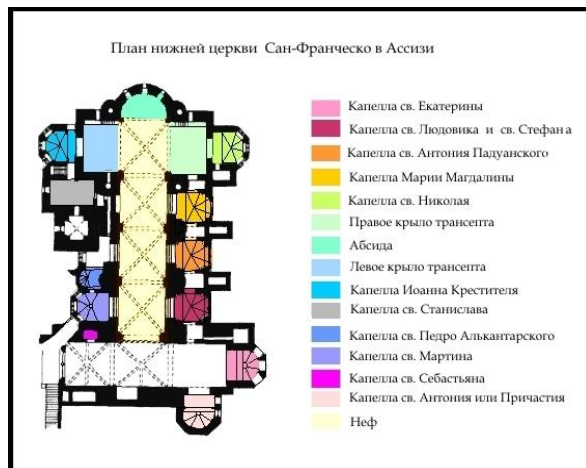 План нижней церкви Сан-Франческо в Ассизи
Капелла св. Екатерины
Капелла св. Людовика и св. Стефана
Капелла св. Антония Падуанского
Капелла Марии Магдалины
Капелла св. Николая
Правое крыло трансепта
Абсида
Левое крыло трансепта
Капелла Иоанна Крестителя
Капелла св. Станислава
Капелла св. Педро Алькантарского
Капелла св. Мартина
Капелла св. Себастьяна
Капелла св. Антония или Причастия
Неф